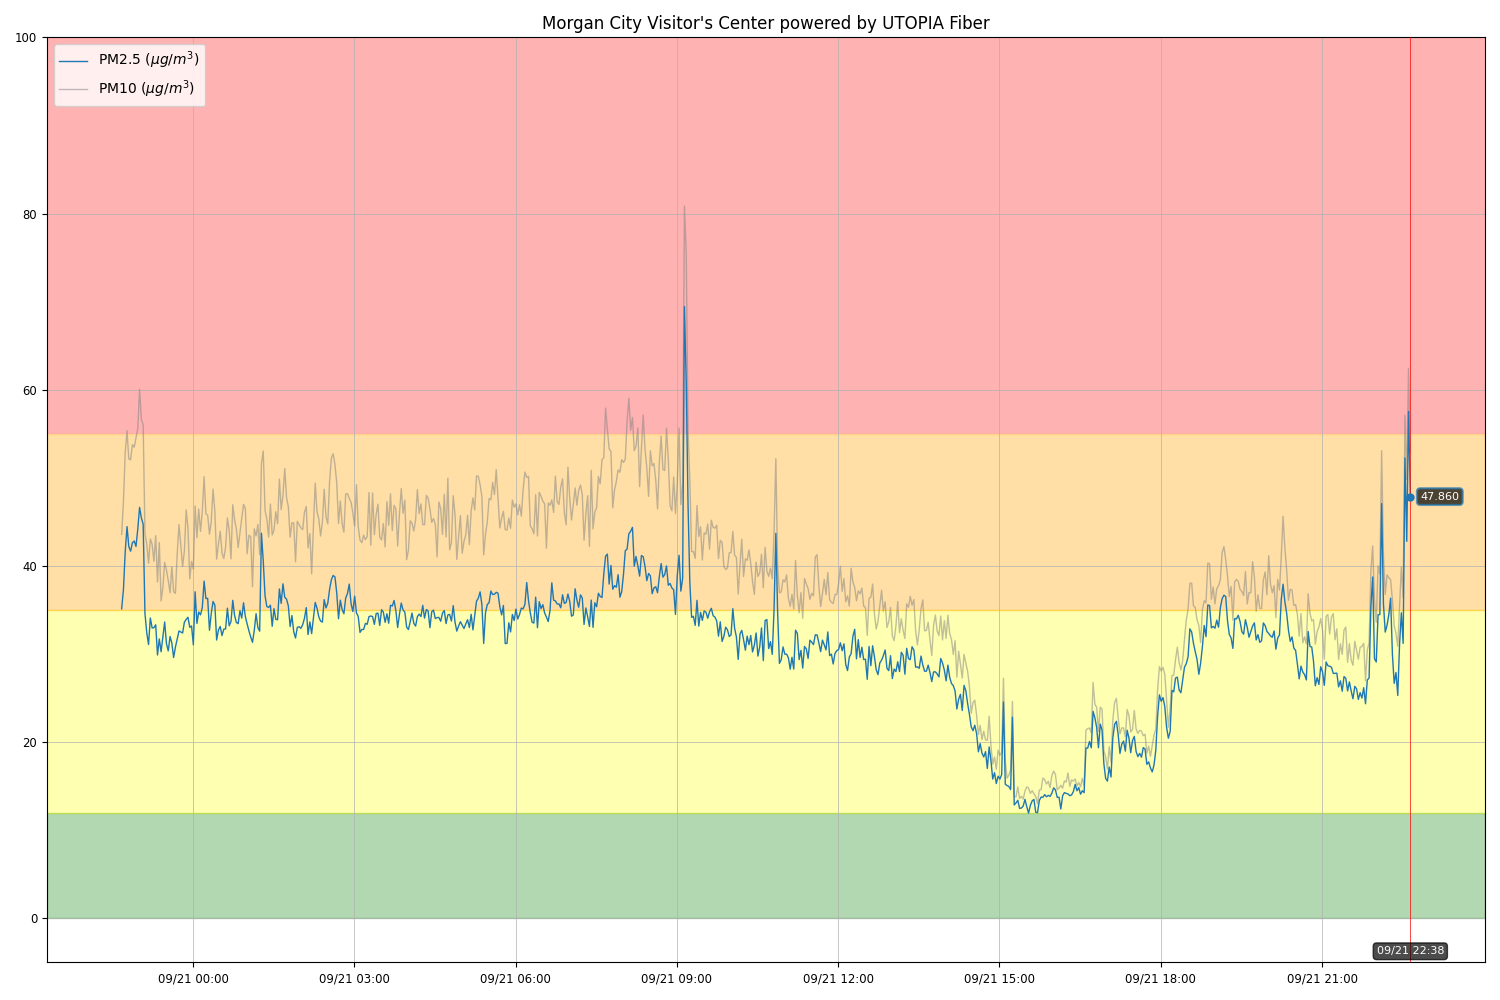 Morgan City Visitor's Center powered by UTOPIA Fiber
100
PM2.5 (μg/m³)
PM10 (μg/m³)
80
60
47.860
40
20
0
09/21 22:38
09/21 00:00 09/21 03:00 09/21 06:00 09/21 09:00 09/21 12:00 09/21 15:00 09/21 18:00 09/21 21:00